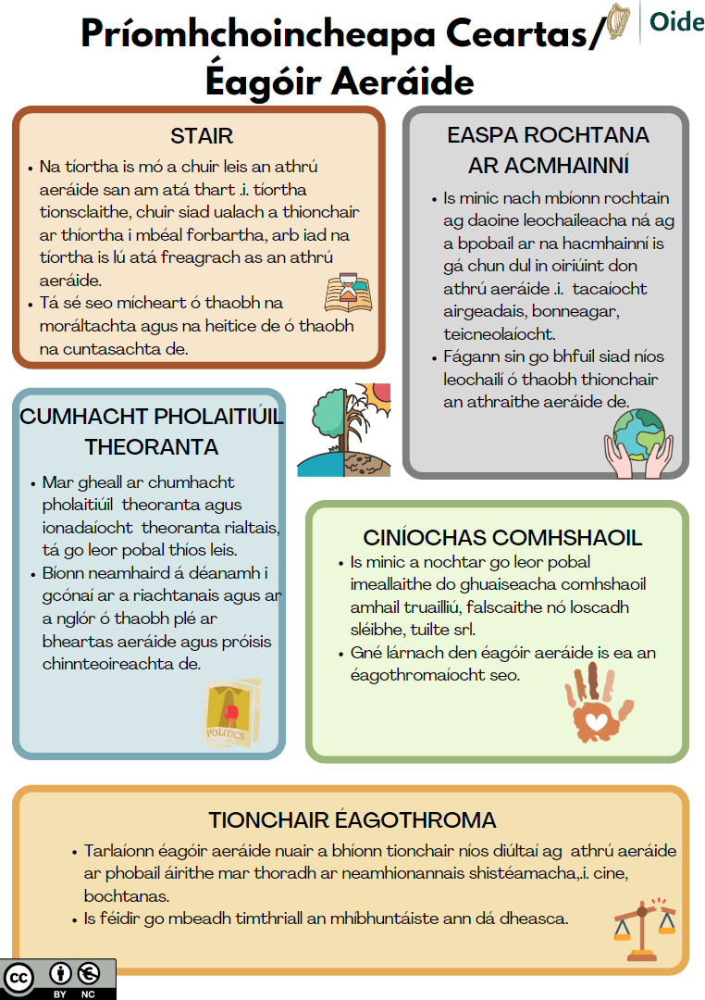 Príomhchoincheapa Ceartas/
Éagóir Aeráide
Oide
STAIR
• Na tíortha is mó a chuir leis an athrú
aeráide san am atá thart .i. tíortha
tionsclaithe, chuir siad ualach a thionchair
ar thíortha i mbéal forbartha, arb iad na
tíortha is lú atá freagrach as an athrú
aeráide.
• Tá sé seo mícheart ó thaobh na
moráltachta agus na heitice de ó thaobh
na cuntasachta de.
EASPA ROCHTANA
AR ACMHAINNÍ
• Is minic nach mbíonn rochtain
ag daoine leochaileacha ná ag
a bpobail ar na hacmhainní is
gá chun dul in oiriúint don
athrú aeráide .i. tacaíocht
airgeadais, bonneagar,
teicneolaíocht.
• Fágann sin go bhfuil siad níos
leochailí ó thaobh thionchair
an athraithe aeráide de.
CUMHACHT PHOLAITIÚIL
THEORANTA
• Mar gheall ar chumhacht
pholaitiúil theoranta agus
ionadaíocht theoranta rialtais,
tá go leor pobal thíos leis.
• Bíonn neamhaird á déanamh i
gcónaí ar a riachtanais agus ar
a nglór ó thaobh plé ar
bheartas aeráide agus próisis
chinnteoireachta de.
POLITICS
CINÍOCHAS COMHSHAOIL
• Is minic a nochtar go leor pobal
imeallaithe do ghuaiseacha comhshaoil
amhail truailliú, falscaithe nó loscadh
sléibhe, tuilte srl.
• Gné lárnach den éagóir aeráide is ea an
éagothromaíocht seo.
TIONCHAIR ÉAGOTHROMA
• Tarlaíonn éagóir aeráide nuair a bhíonn tionchair níos diúltaí ag athrú aeráide
ar phobail áirithe mar thoradh ar neamhionannais shistéamacha,.i. cine,
bochtanas.
• Is féidir go mbeadh timthriall an mhíbhuntáiste ann dá dheasca.
cc
BY NC